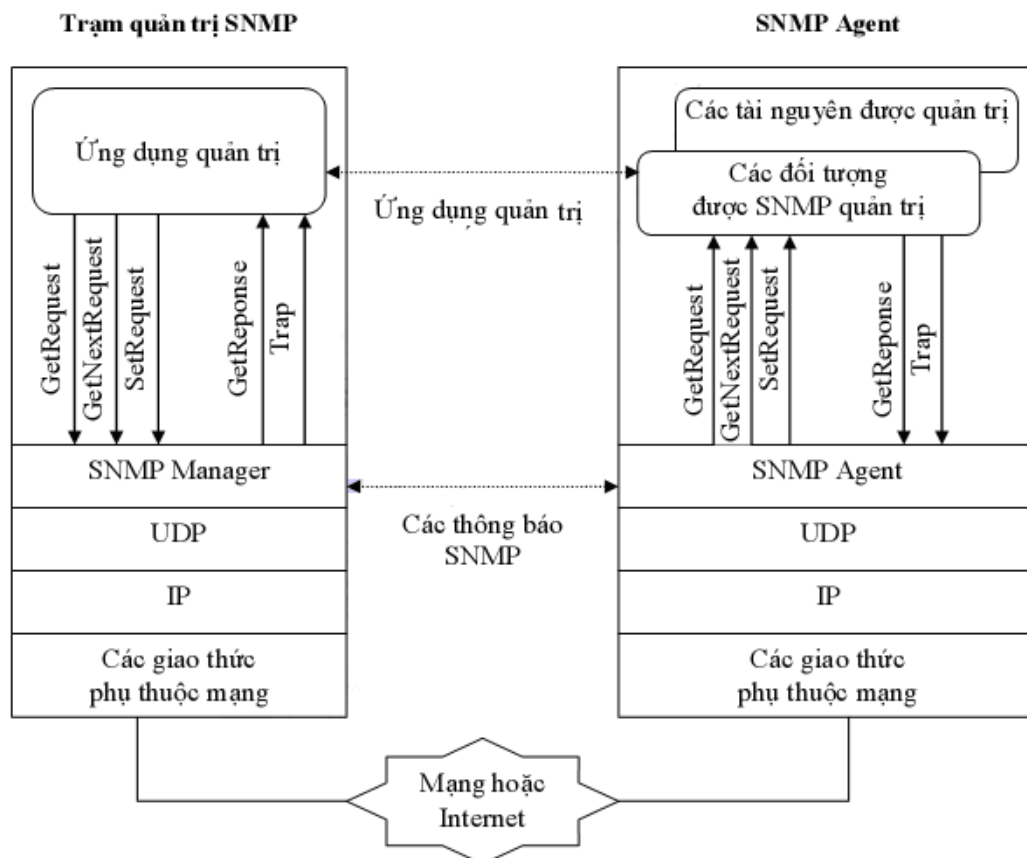 Trạm quản trị SNMP
SNMP Agent
Ứng dụng quản trị
Các tài nguyên được quản trị
Các đối tượng
được SNMP quản trị
Ứng dụng quản trị
GetRequest
GetNextRequest
SetRequest
GetReponse
Trap
GetRequest
GetNextRequest
SetRequest
GetReponse
Trap
SNMP Manager
SNMP Agent
Các thông báo
SNMP
UDP
UDP
IP
IP
Các giao thức
phụ thuộc mạng
Các giao thức
phụ thuộc mạng
Mạng hoặc
Internet